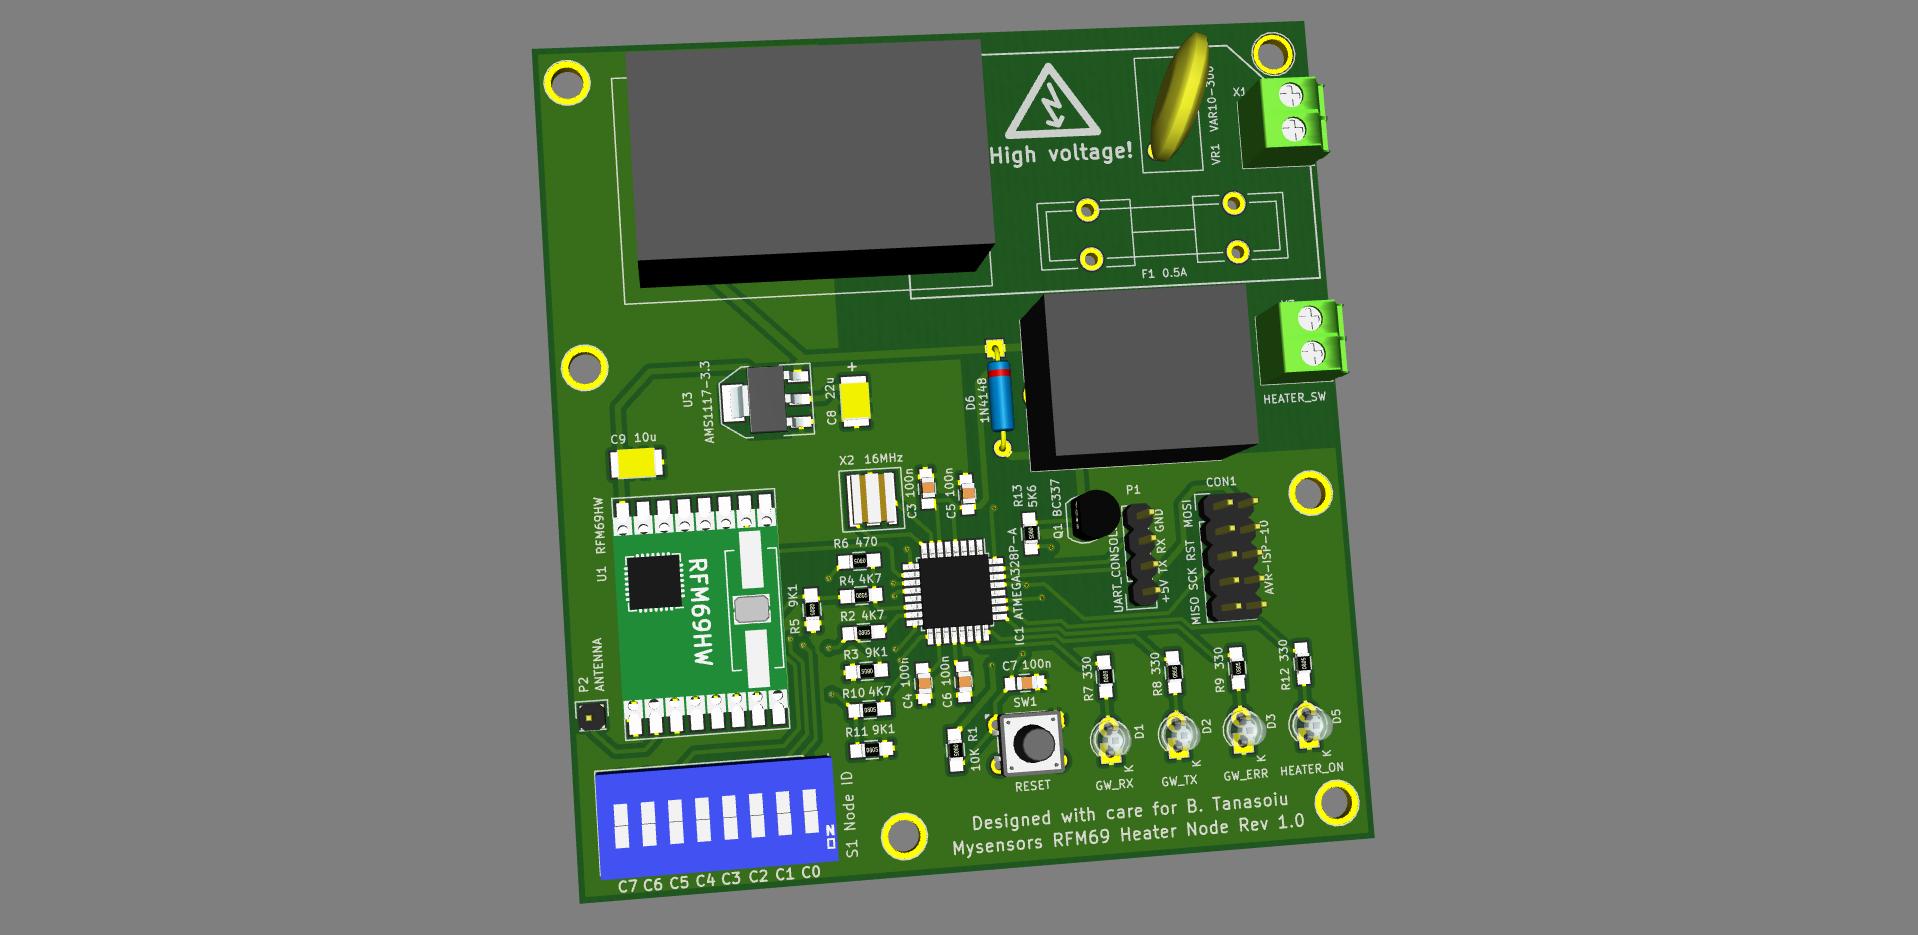 High voltage!
VR1 VAR10-300
X1
F1 0.5A
HEATER_SW
U3
AMS1117-3.3
+
C8 22u
D6
1N4148
C9 10u
X2 16MHz
C3 100n
C5 100n
R13
5K6
Q1 BC337
P1
UART_CONSOLE
+5V TX RX GND
CON1
MISO SCK RST MOSI
AVR-ISP-10
U1 RFM69HW
RFM69HW
R6 470
R4 4K7
R2 4K7
R5 9K1
R3 9K1
R10 4K7
R11 9K1
IC1 ATMEGA328P-A
C4 100n
C6 100n
C7 100n
SW1
RESET
R1
10K
R7 330
R8 330
R9 330
R12 330
D1
D2
D3
D5
K
K
K
K
GW_RX
GW_TX
GW_ERR
HEATER_ON
P2
ANTENNA
S1 Node ID
C7 C6 C5 C4 C3 C2 C1 C0
Designed with care for B. Tanasoiu
Mysensors RFM69 Heater Node Rev 1.0